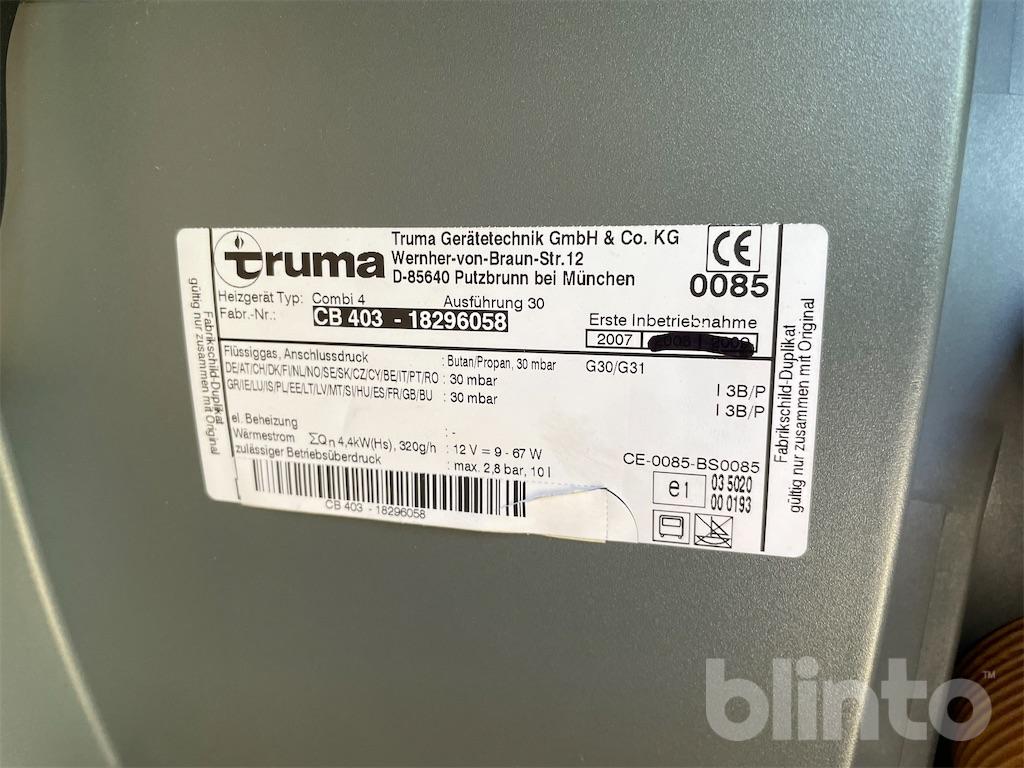 truma
Truma Gerätetechnik GmbH & Co. KG
Wernher-von-Braun-Str.12
D-85640 Putzbrunn bei München
CE
0085
Heizgerät Typ: Combi 4 Ausführung 30
Fabr.-Nr.: CB 403 - 18296058
Erste Inbetriebnahme
2007
Flüssiggas, Anschlussdruck : Butan/Propan, 30 mbar G30/G31
DE/AT/CH/DK/FI/NL/NO/SE/SK/CZ/CY/BE/IT/PT/RO : 30 mbar I 3B/P
GR/IE/LU/IS/PL/EE/LT/LV/MT/SI/HU/ES/FR/GB/BU : 30 mbar I 3B/P
el. Beheizung : -
Wärmestrom ΣQn 4,4kW(Hs), 320g/h : 12 V = 9 - 67 W
zulässiger Betriebsüberdruck : max. 2,8 bar, 10 l
CE-0085-BS0085
e1 03 5020
00 0193
CB 403 - 18296058
Fabrikschild-Duplikat
gültig nur zusammen mit Original
Fabrikschild-Duplikat
gültig nur zusammen mit Original
blinto™